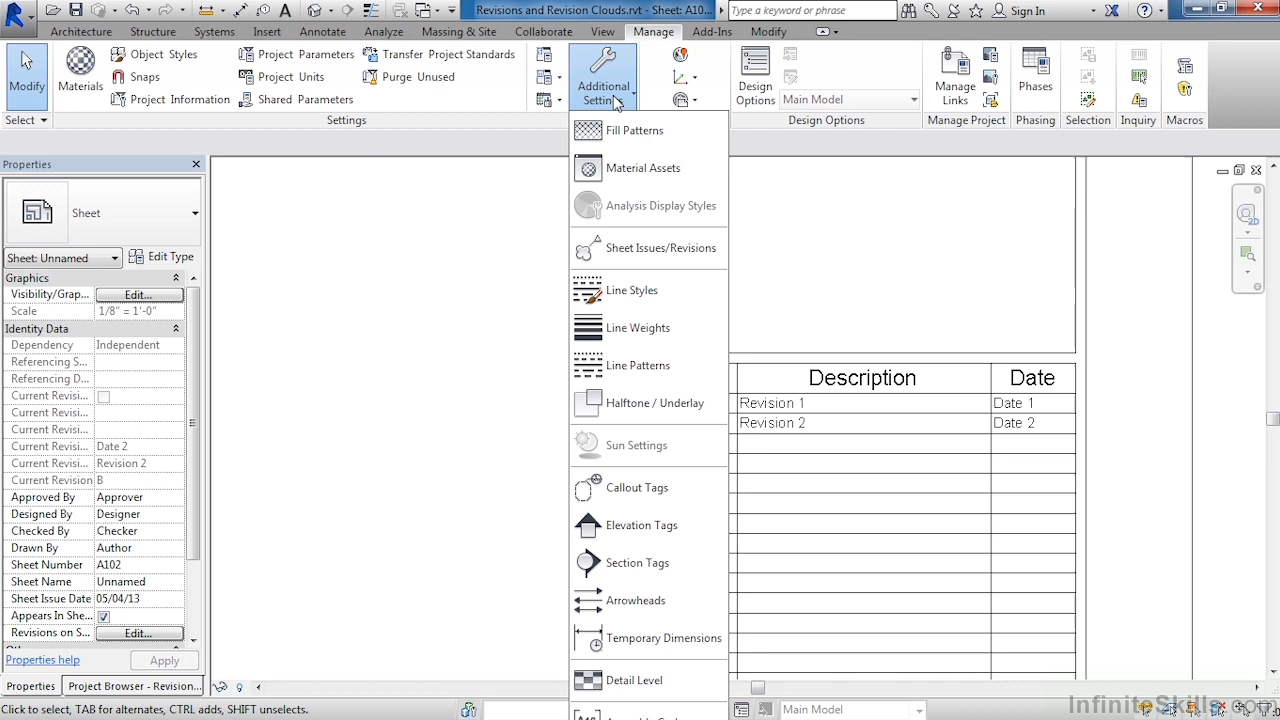 Revisions and Revision Clouds.rvt - Sheet: A10...
Type a keyword or phrase
Sign In
Architecture Structure Systems Insert Annotate Analyze Massing & Site Collaborate View Manage Add-Ins Modify
Modify
Materials
Object Styles
Snaps
Project Information
Project Parameters
Project Units
Shared Parameters
Transfer Project Standards
Purge Unused
Additional
Settings
Design
Options
Main Model
Manage
Links
Phases
Select
Settings
Design Options
Manage Project
Phasing
Selection
Inquiry
Macros
Properties
Sheet
Sheet: Unnamed
Edit Type
Graphics
Visibility/Grap... Edit...
Scale 1/8" = 1'-0"
Identity Data
Dependency Independent
Referencing S...
Referencing D...
Current Revisi...
Current Revisi...
Current Revisi...
Current Revisi... Date 2
Current Revisi... Revision 2
Current Revision B
Approved By Approver
Designed By Designer
Checked By Checker
Drawn By Author
Sheet Number A102
Sheet Name Unnamed
Sheet Issue Date 05/04/13
Appears In She...
Revisions on S... Edit...
Properties help
Apply
Properties
Project Browser - Revision...
Fill Patterns
Material Assets
Analysis Display Styles
Sheet Issues/Revisions
Line Styles
Line Weights
Line Patterns
Halftone / Underlay
Sun Settings
Callout Tags
Elevation Tags
Section Tags
Arrowheads
Temporary Dimensions
Detail Level
Description Date
Revision 1 Date 1
Revision 2 Date 2
2D
Click to select, TAB for alternates, CTRL adds, SHIFT unselects.
Main Model
InfiniteSkills.com